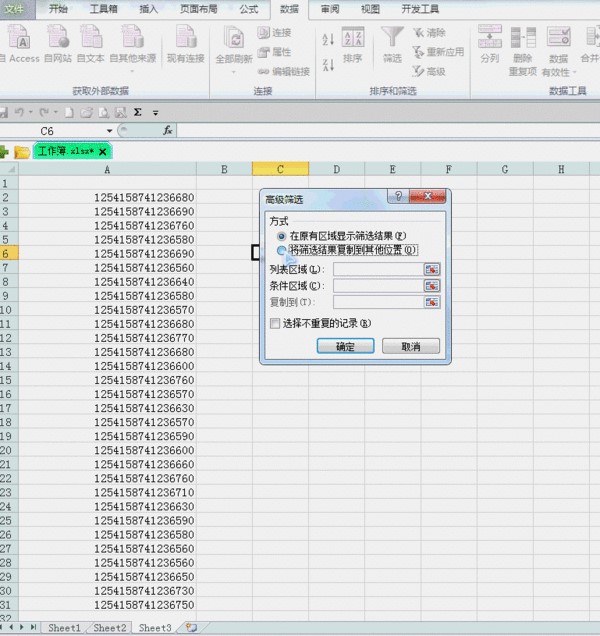 文件 开始 工具箱 插入 页面布局 公式 数据 审阅 视图 开发工具
自 Access 自网站 自文本 自其他来源 现有连接 全部刷新 连接 属性 编辑链接 排序 筛选 清除 重新应用 高级 分列 删除重复项 数据有效性 合并
获取外部数据 连接 排序和筛选 数据工具
C6 fx
工作簿.xlsx*
A B C D E F G H
1
2 1254158741236680
3 1254158741236690
4 1254158741236760
5 1254158741236580
6 1254158741236690
7 1254158741236560
8 1254158741236640
9 1254158741236580
10 1254158741236570
11 1254158741236680
12 1254158741236770
13 1254158741236680
14 1254158741236600
15 1254158741236760
16 1254158741236570
17 1254158741236630
18 1254158741236570
19 1254158741236590
20 1254158741236600
21 1254158741236660
22 1254158741236760
23 1254158741236710
24 1254158741236630
25 1254158741236590
26 1254158741236580
27 1254158741236560
28 1254158741236560
29 1254158741236650
30 1254158741236730
31 1254158741236750
32
高级筛选
方式
在原有区域显示筛选结果(F)
将筛选结果复制到其他位置(O)
列表区域(L):
条件区域(C):
复制到(T):
选择不重复的记录(R)
确定 取消
Sheet1 Sheet2 Sheet3